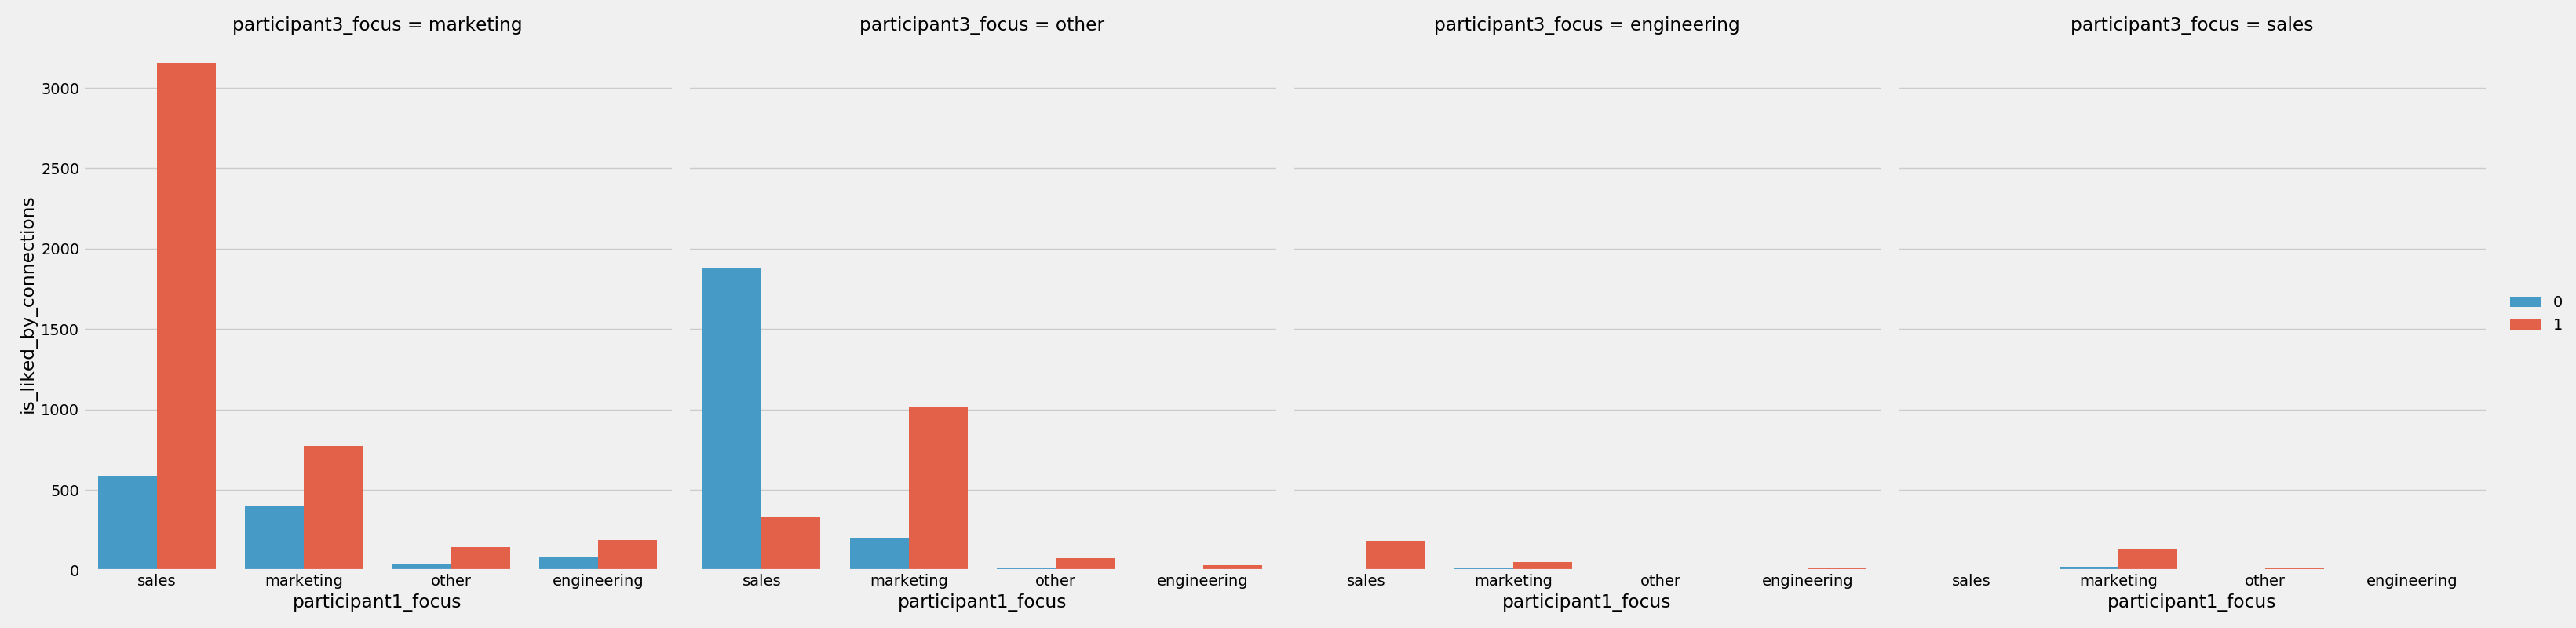 participant3_focus = marketing
participant3_focus = other
participant3_focus = engineering
participant3_focus = sales
is_liked_by_connections
3000
2500
2000
1500
1000
500
0
sales marketing other engineering
participant1_focus
sales marketing other engineering
participant1_focus
sales marketing other engineering
participant1_focus
sales marketing other engineering
participant1_focus
0
1